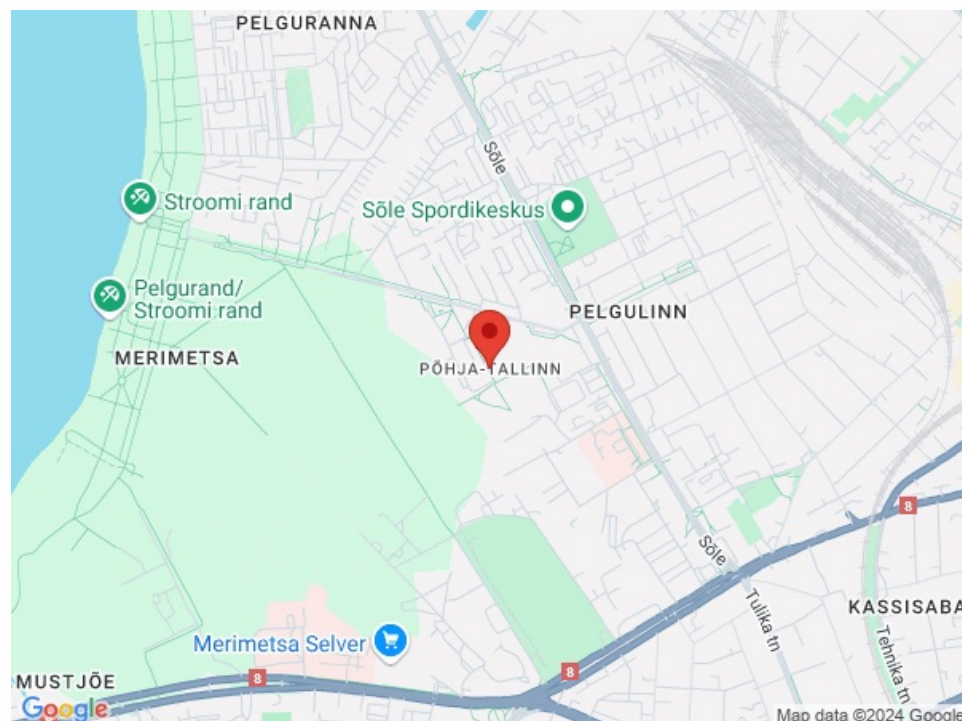 PELGURANNA
Sõle
Stroomi rand
Sõle Spordikeskus
Pelgurand/
Stroomi rand
PELGULINN
MERIMETSA
PÕHJA-TALLINN
8
Sõle
Tulika tn
KASSISABA
Tehnika tn
Merimetsa Selver
8
8
MUSTJÕE
Google
Map data ©2024 Google